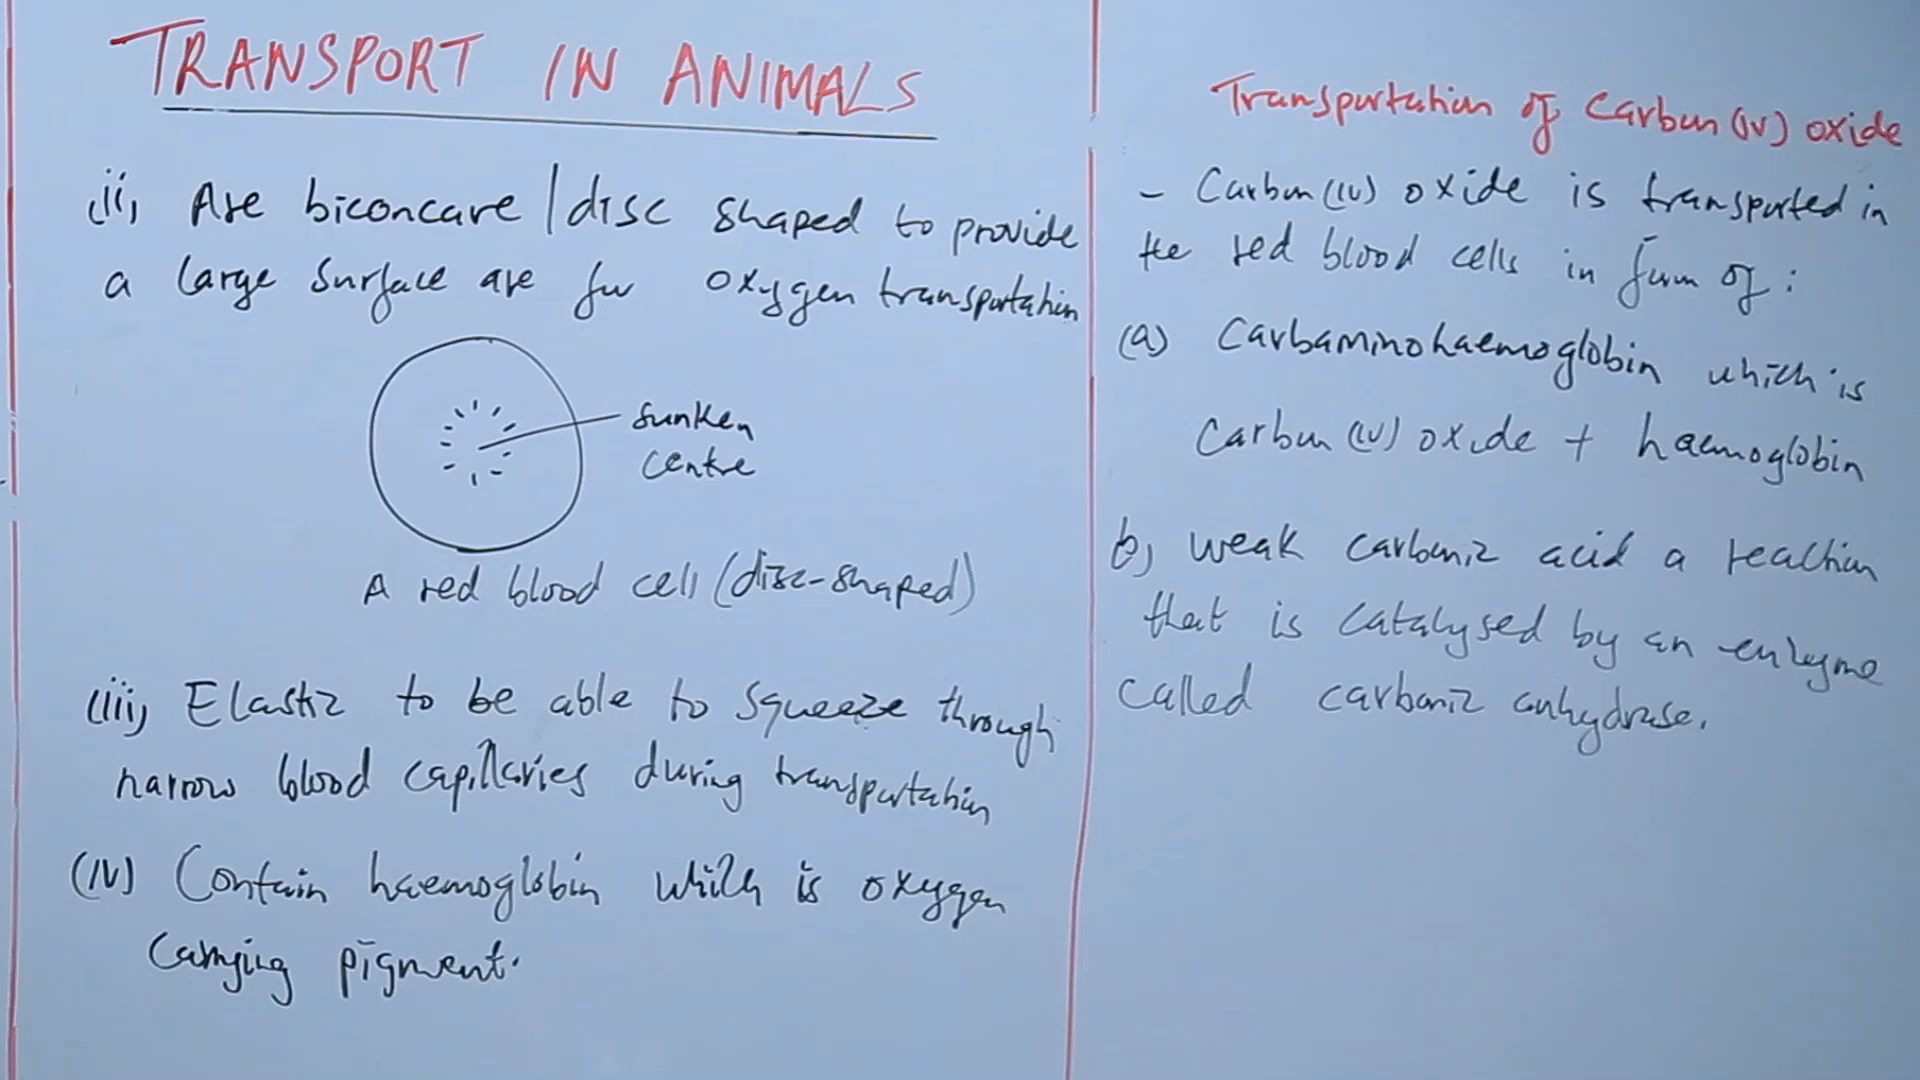 TRANSPORT IN ANIMALS
(ii) Are biconcave/disc shaped to provide
a large surface are for oxygen transportation
sunken
centre
A red blood cell (disc-shaped)
(iii) Elastic to be able to squeeze through
narrow blood capillaries during transportation
(IV) Contain haemoglobin which is oxygen
carrying pigment.
Transportation of Carbon (IV) oxide
- Carbon (IV) oxide is transported in
the red blood cells in form of:
(a) Carbaminohaemoglobin which is
Carbon (IV) oxide + haemoglobin
b) weak carbonic acid a reaction
that is catalysed by an enzyme
called carbonic anhydrase.